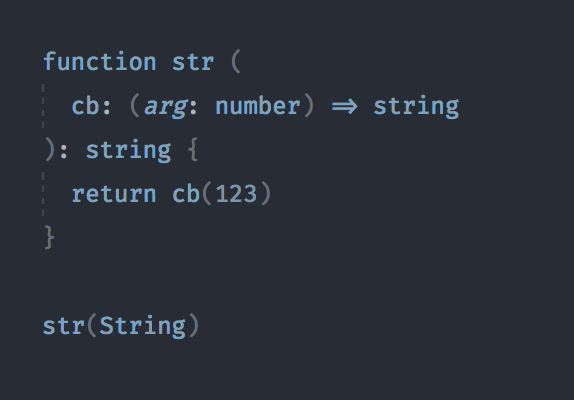 function str (
  cb: (arg: number) => string
): string {
  return cb(123)
}

str(String)